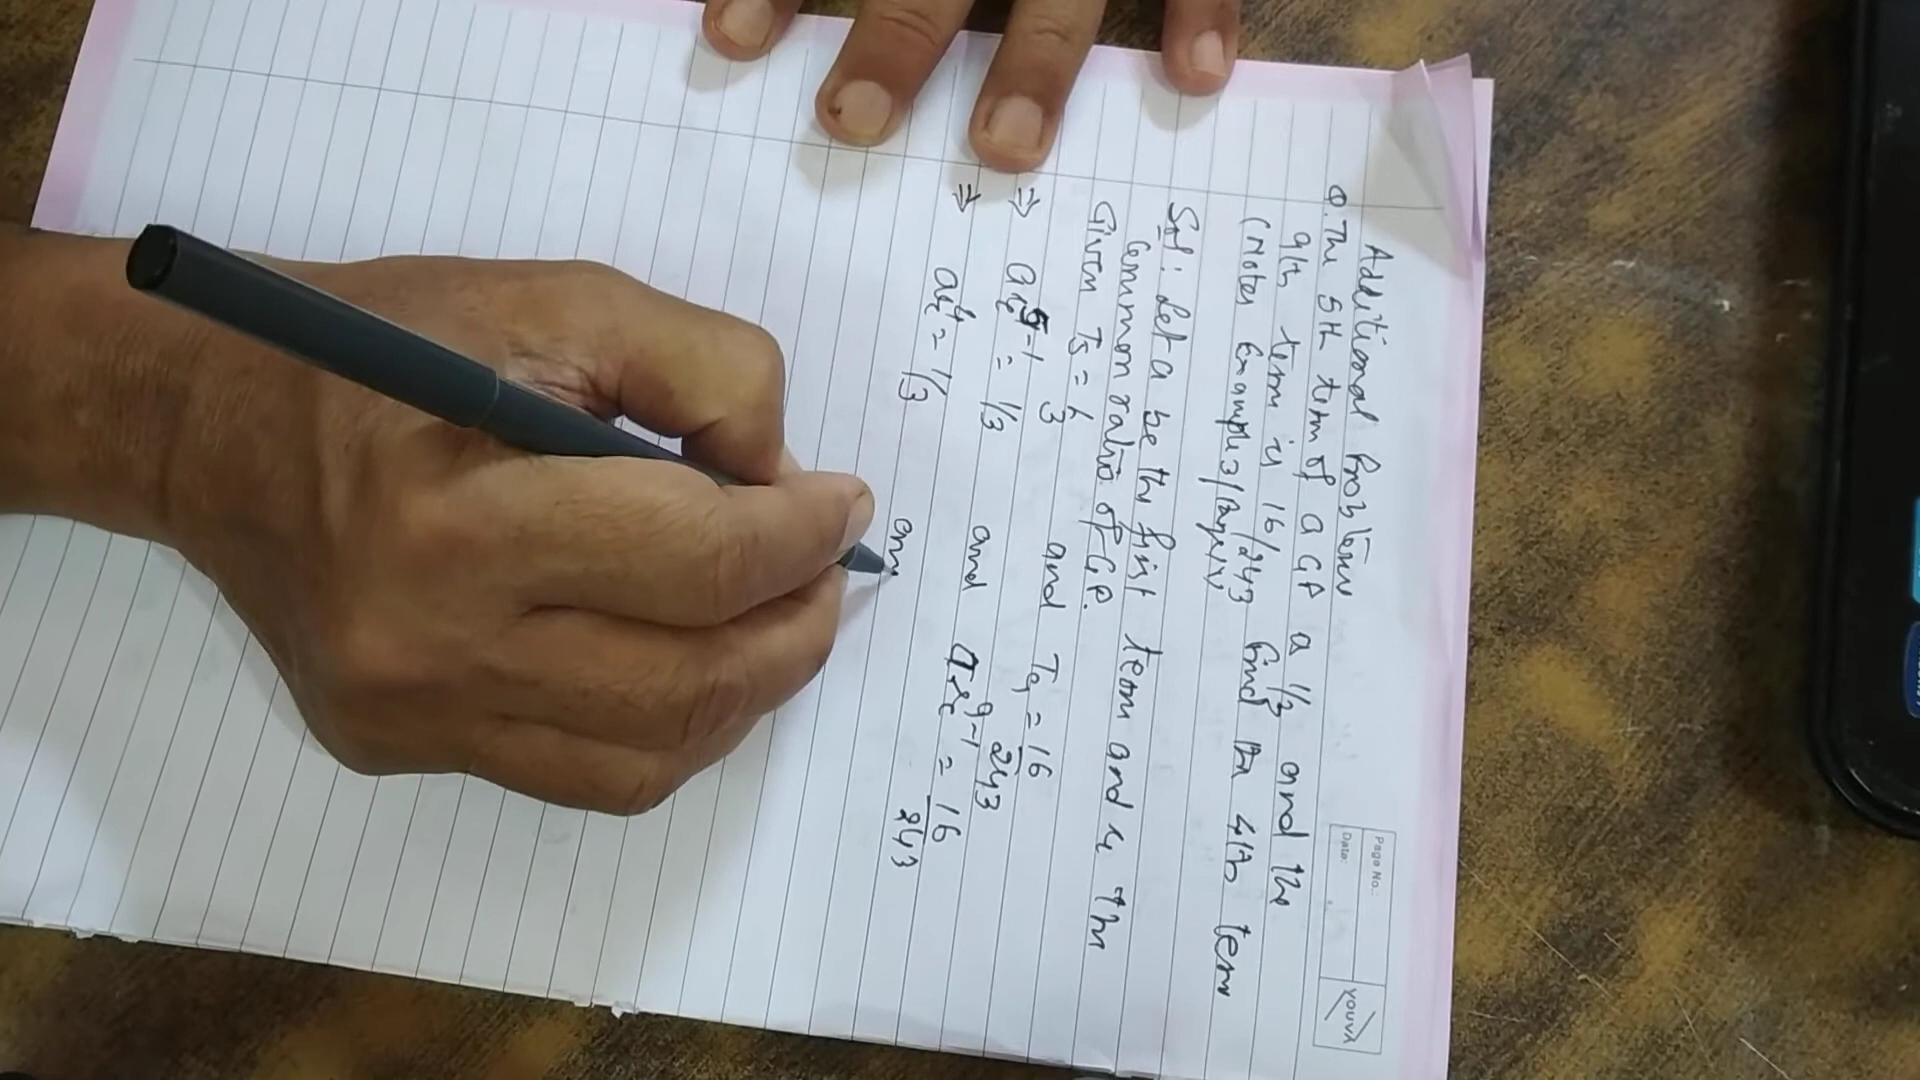 Page No.:
Date:
YOUVA
Additional Problems
Q. The 5th term of a GP a 1/3 and the
9th term is 16/243 find the 4th term
(Notes Example 3/Page
Sol: Let a be the first term and r the
Common ratio of GP.
Given T5 = 1/3 and T9 = 16/243
⇒ ar^5-1 = 1/3 and ar^9-1 = 16/243
⇒ ar^4 = 1/3 an